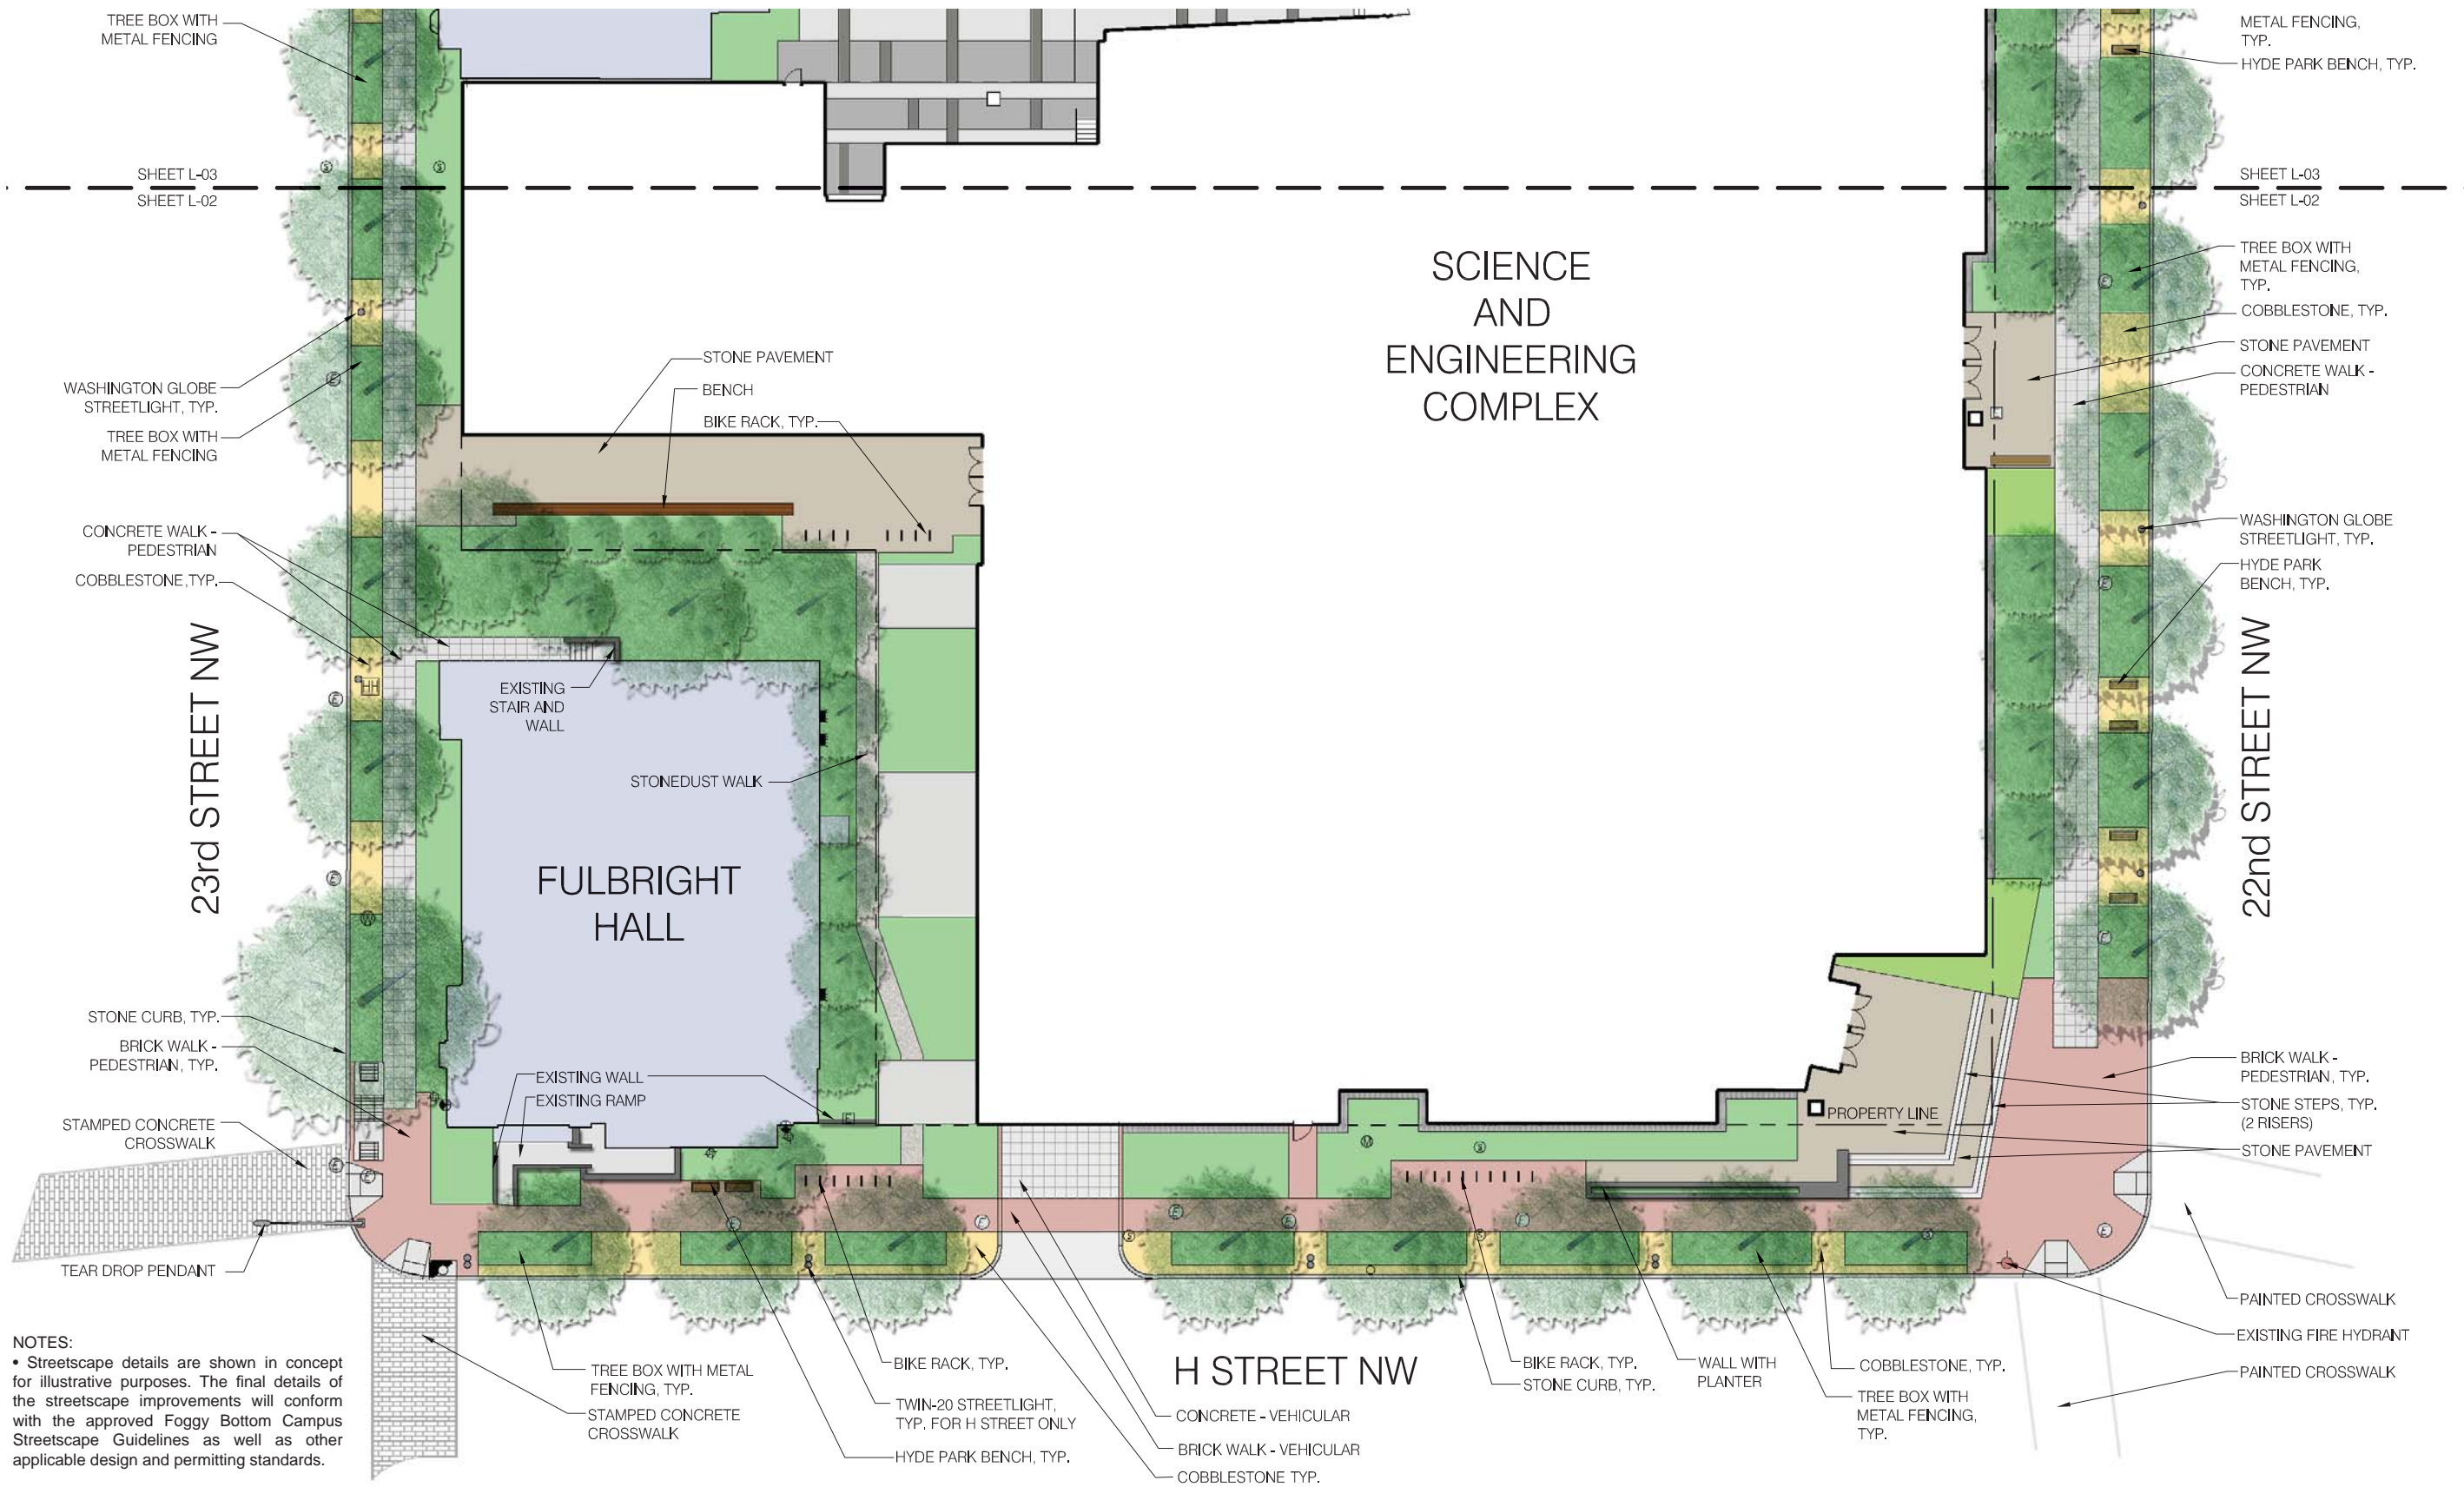 TREE BOX WITH
METAL FENCING
SHEET L-03
SHEET L-02
WASHINGTON GLOBE
STREETLIGHT, TYP.
TREE BOX WITH
METAL FENCING
CONCRETE WALK -
PEDESTRIAN
COBBLESTONE,TYP.
23rd STREET NW
STONE CURB, TYP.
BRICK WALK -
PEDESTRIAN, TYP.
STAMPED CONCRETE
CROSSWALK
TEAR DROP PENDANT
NOTES:
• Streetscape details are shown in concept
for illustrative purposes. The final details of
the streetscape improvements will conform
with the approved Foggy Bottom Campus
Streetscape Guidelines as well as other
applicable design and permitting standards.
STONE PAVEMENT
BENCH
BIKE RACK, TYP.
EXISTING
STAIR AND
WALL
STONEDUST WALK
FULBRIGHT
HALL
EXISTING WALL
EXISTING RAMP
SCIENCE
AND
ENGINEERING
COMPLEX
PROPERTY LINE
TREE BOX WITH METAL
FENCING, TYP.
STAMPED CONCRETE
CROSSWALK
BIKE RACK, TYP.
TWIN-20 STREETLIGHT,
TYP, FOR H STREET ONLY
HYDE PARK BENCH, TYP.
H STREET NW
CONCRETE - VEHICULAR
BRICK WALK - VEHICULAR
COBBLESTONE TYP.
BIKE RACK, TYP.
STONE CURB, TYP.
WALL WITH
PLANTER
COBBLESTONE, TYP.
TREE BOX WITH
METAL FENCING,
TYP.
METAL FENCING,
TYP.
HYDE PARK BENCH, TYP.
SHEET L-03
SHEET L-02
TREE BOX WITH
METAL FENCING,
TYP.
COBBLESTONE, TYP.
STONE PAVEMENT
CONCRETE WALK -
PEDESTRIAN
WASHINGTON GLOBE
STREETLIGHT, TYP.
HYDE PARK
BENCH, TYP.
22nd STREET NW
BRICK WALK -
PEDESTRIAN, TYP.
STONE STEPS, TYP.
(2 RISERS)
STONE PAVEMENT
PAINTED CROSSWALK
EXISTING FIRE HYDRANT
PAINTED CROSSWALK